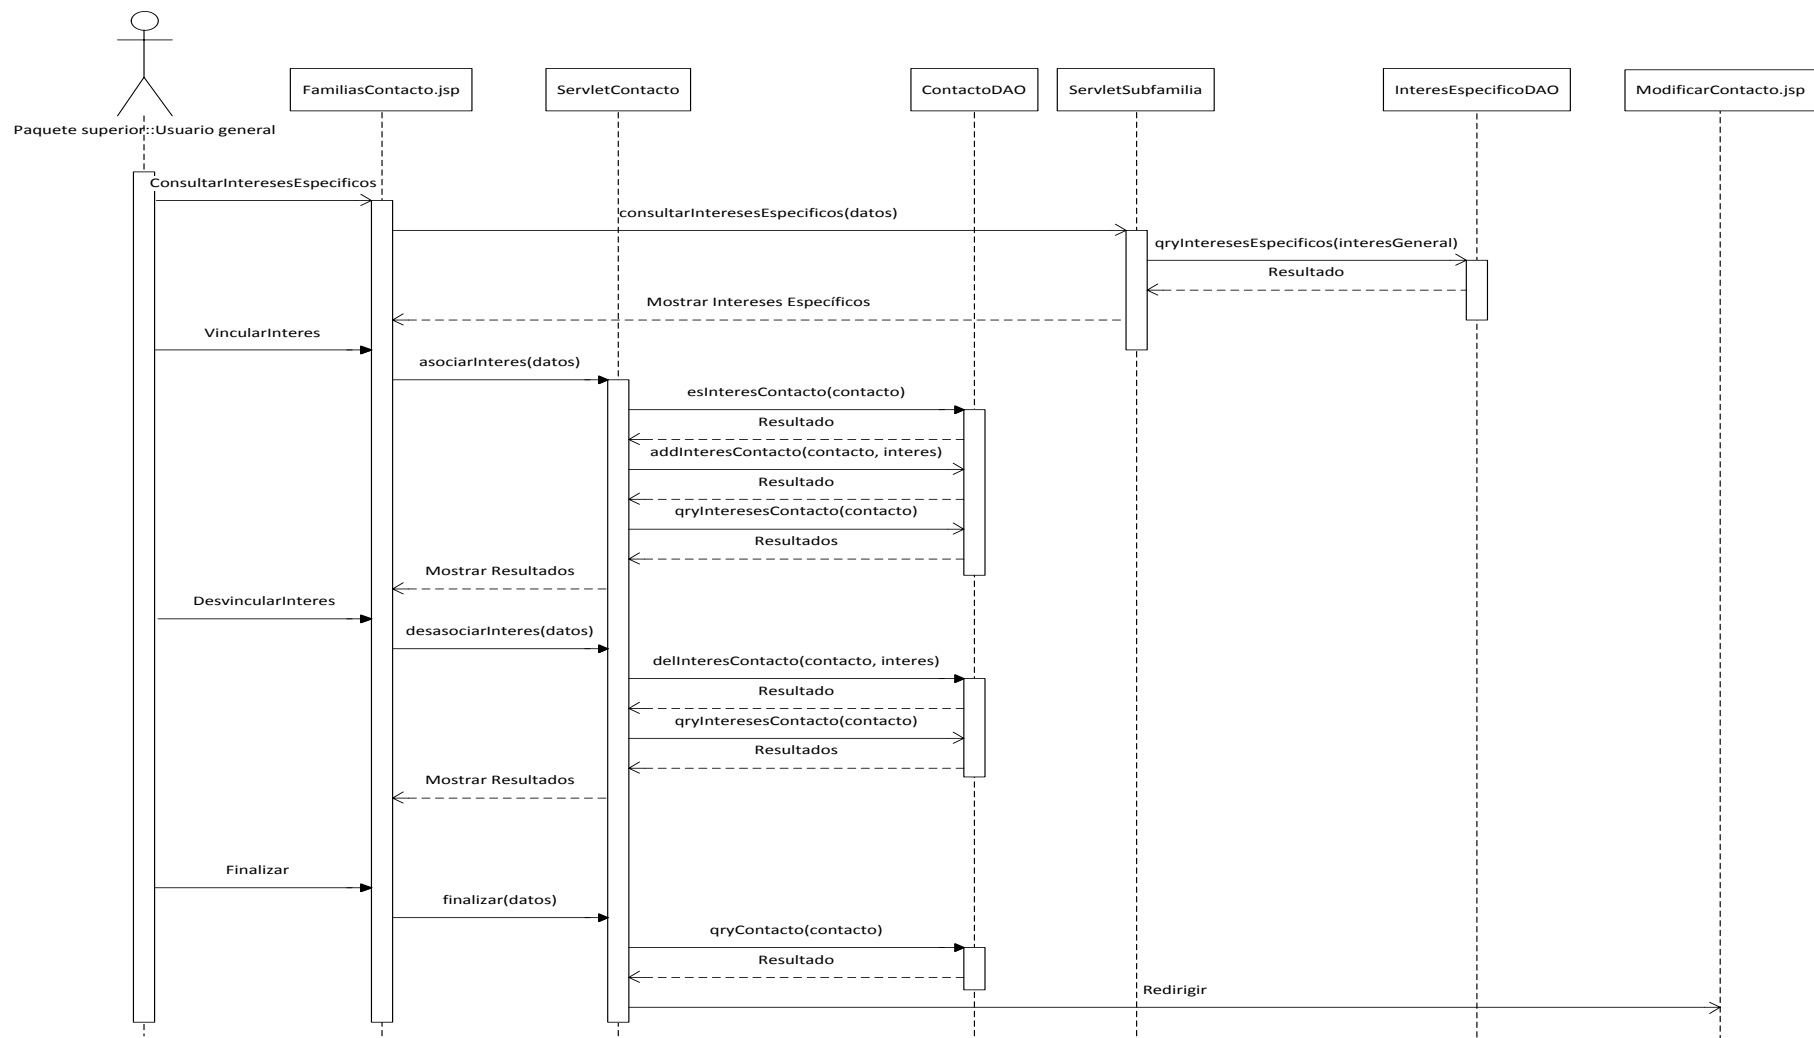 FamiliasContacto.jsp
ServletContacto
ContactoDAO
ServletSubfamilia
InteresEspecificoDAO
ModificarContacto.jsp
Paquete superior::Usuario general
ConsultarInteresesEspecificos
consultarInteresesEspecificos(datos)
qryInteresesEspecificos(interesGeneral)
Resultado
Mostrar Intereses Específicos
VincularInteres
asociarInteres(datos)
esInteresContacto(contacto)
Resultado
addInteresContacto(contacto, interes)
Resultado
qryInteresesContacto(contacto)
Resultados
Mostrar Resultados
DesvincularInteres
desasociarInteres(datos)
delInteresContacto(contacto, interes)
Resultado
qryInteresesContacto(contacto)
Resultados
Mostrar Resultados
Finalizar
finalizar(datos)
qryContacto(contacto)
Resultado
Redirigir